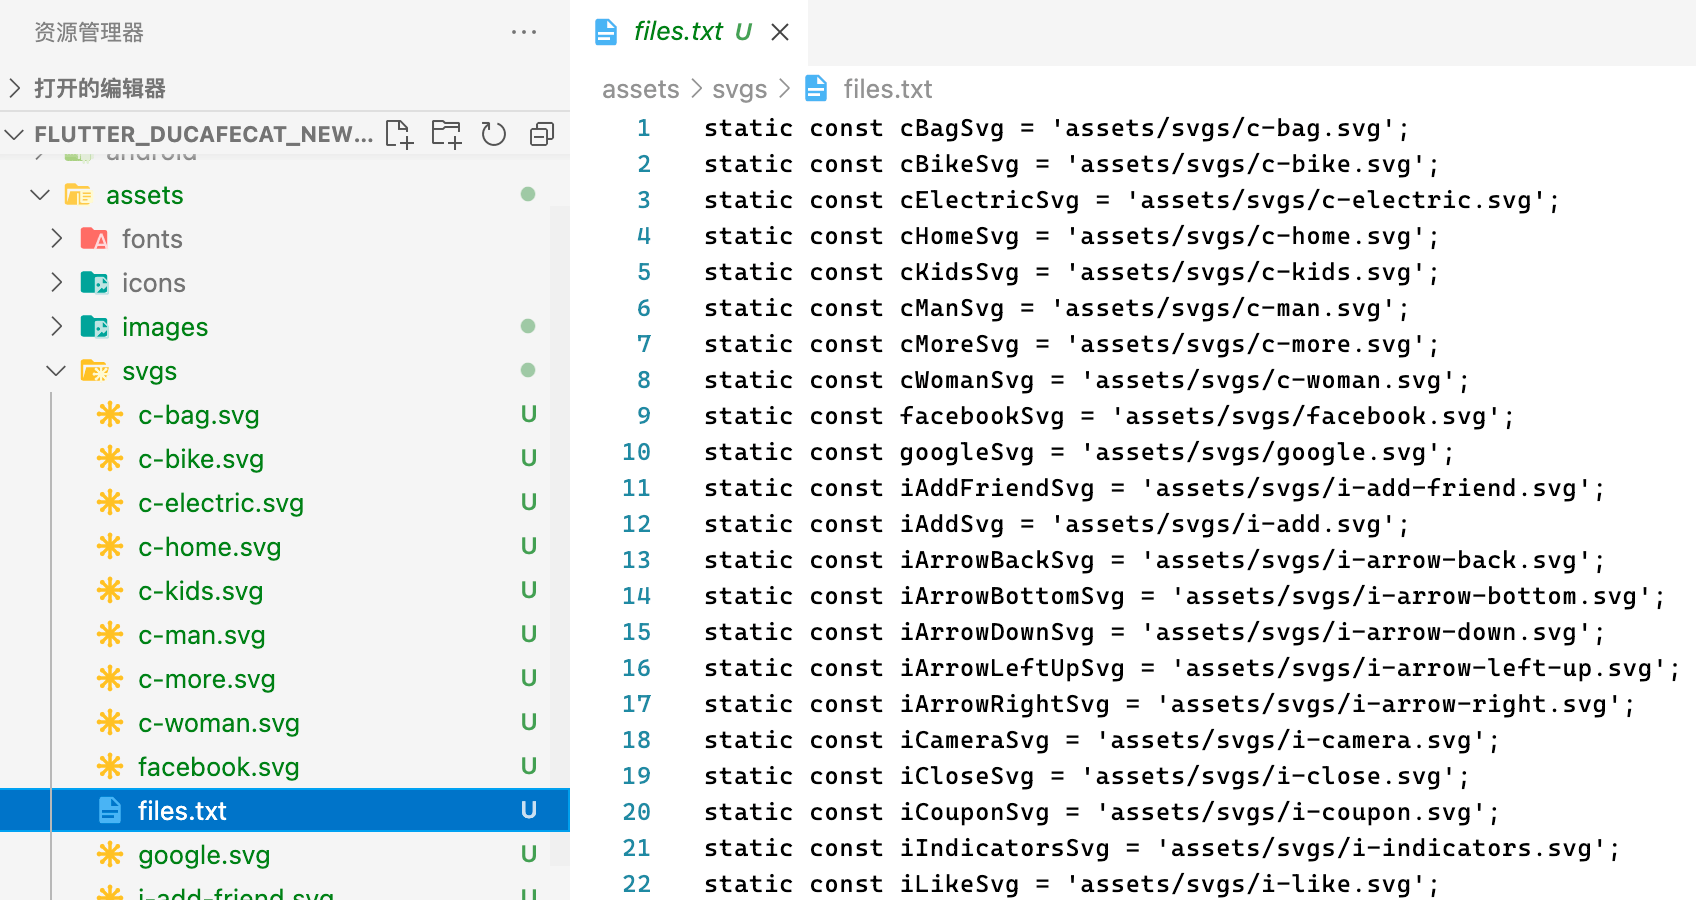 资源管理器
打开的编辑器
FLUTTER_DUCAFECAT_NEW...
android
assets
fonts
icons
images
svgs
c-bag.svg U
c-bike.svg U
c-electric.svg U
c-home.svg U
c-kids.svg U
c-man.svg U
c-more.svg U
c-woman.svg U
facebook.svg U
files.txt U
google.svg U
i-add-friend.svg U
files.txt U
assets > svgs > files.txt
1 static const cBagSvg = 'assets/svgs/c-bag.svg';
2 static const cBikeSvg = 'assets/svgs/c-bike.svg';
3 static const cElectricSvg = 'assets/svgs/c-electric.svg';
4 static const cHomeSvg = 'assets/svgs/c-home.svg';
5 static const cKidsSvg = 'assets/svgs/c-kids.svg';
6 static const cManSvg = 'assets/svgs/c-man.svg';
7 static const cMoreSvg = 'assets/svgs/c-more.svg';
8 static const cWomanSvg = 'assets/svgs/c-woman.svg';
9 static const facebookSvg = 'assets/svgs/facebook.svg';
10 static const googleSvg = 'assets/svgs/google.svg';
11 static const iAddFriendSvg = 'assets/svgs/i-add-friend.svg';
12 static const iAddSvg = 'assets/svgs/i-add.svg';
13 static const iArrowBackSvg = 'assets/svgs/i-arrow-back.svg';
14 static const iArrowBottomSvg = 'assets/svgs/i-arrow-bottom.svg';
15 static const iArrowDownSvg = 'assets/svgs/i-arrow-down.svg';
16 static const iArrowLeftUpSvg = 'assets/svgs/i-arrow-left-up.svg';
17 static const iArrowRightSvg = 'assets/svgs/i-arrow-right.svg';
18 static const iCameraSvg = 'assets/svgs/i-camera.svg';
19 static const iCloseSvg = 'assets/svgs/i-close.svg';
20 static const iCouponSvg = 'assets/svgs/i-coupon.svg';
21 static const iIndicatorsSvg = 'assets/svgs/i-indicators.svg';
22 static const iLikeSvg = 'assets/svgs/i-like.svg';